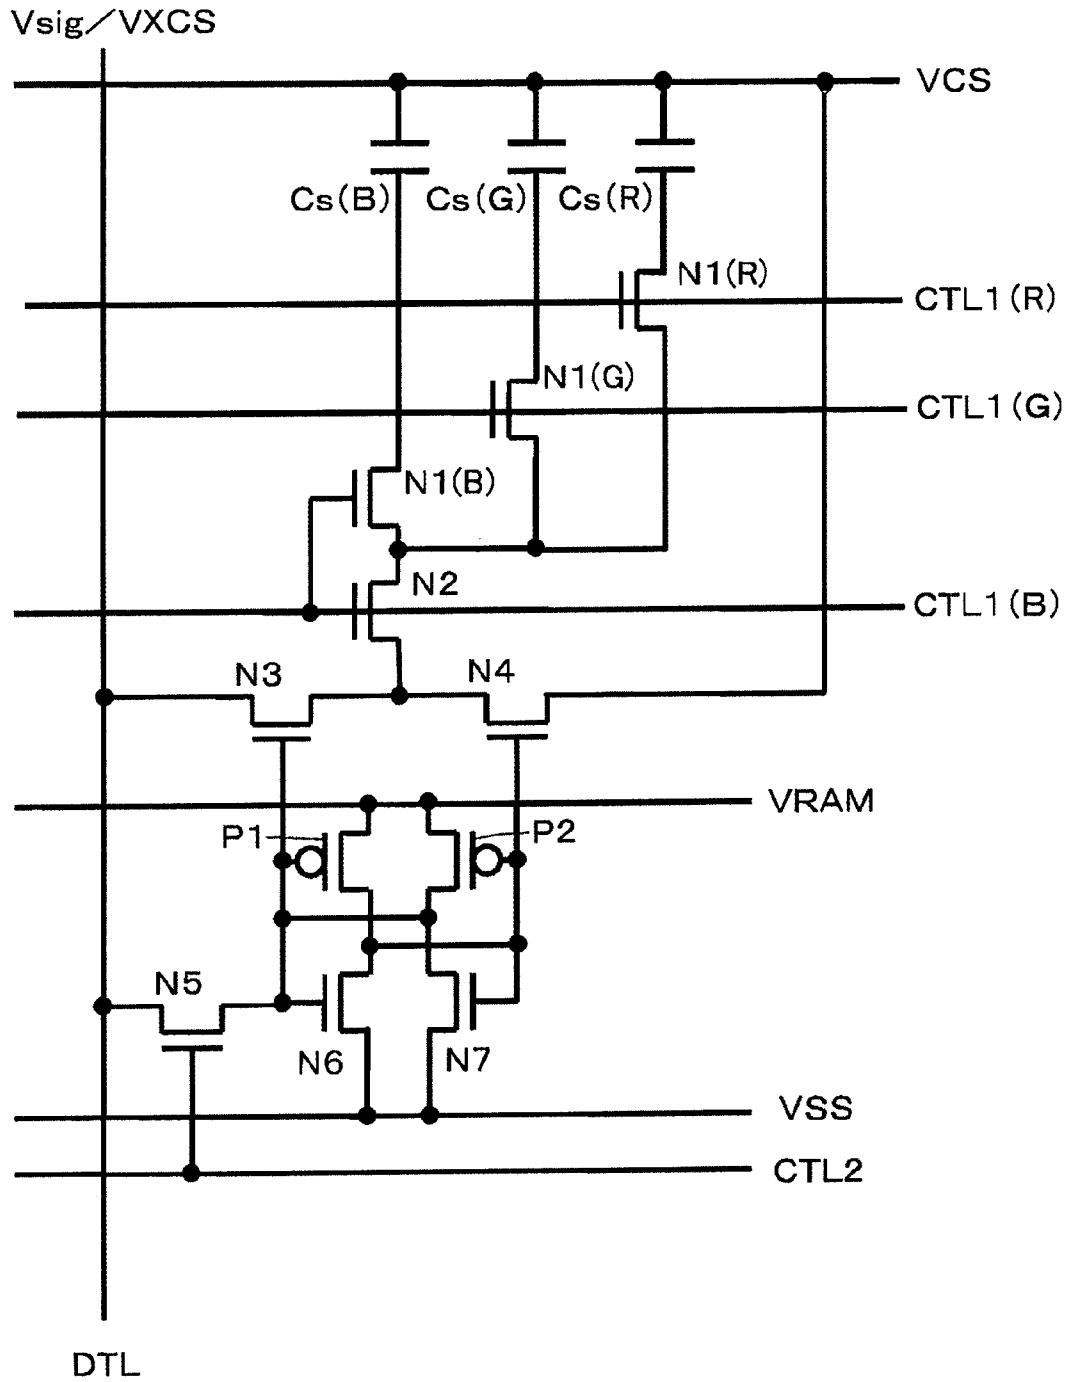 Vsig/VXCS
VCS
Cs(B)
Cs(G)
Cs(R)
N1(R)
CTL1(R)
N1(G)
CTL1(G)
N1(B)
N2
CTL1(B)
N3
N4
VRAM
P1
P2
N5
N6
N7
VSS
CTL2
DTL